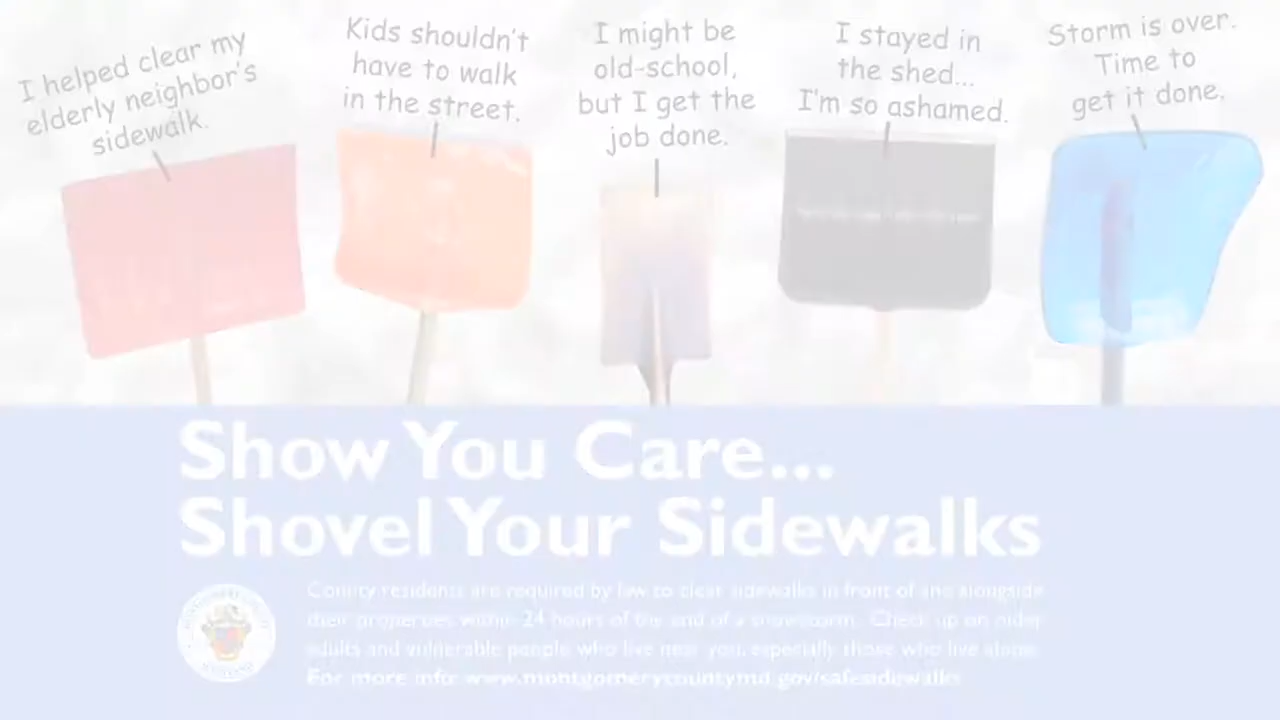 I helped clear my
elderly neighbor's
sidewalk.
Kids shouldn't
have to walk
in the street.
I might be
old-school,
but I get the
job done.
I stayed in
the shed...
I'm so ashamed.
Storm is over.
Time to
get it done.
Show You Care...
Shovel Your Sidewalks
County residents are required by law to clear sidewalks in front of and alongside
their properties within 24 hours of the end of a snowstorm. Check up on older
adults and vulnerable people who live near you, especially those who live alone.
For more info: www.montgomerycountymd.gov/safesidewalks